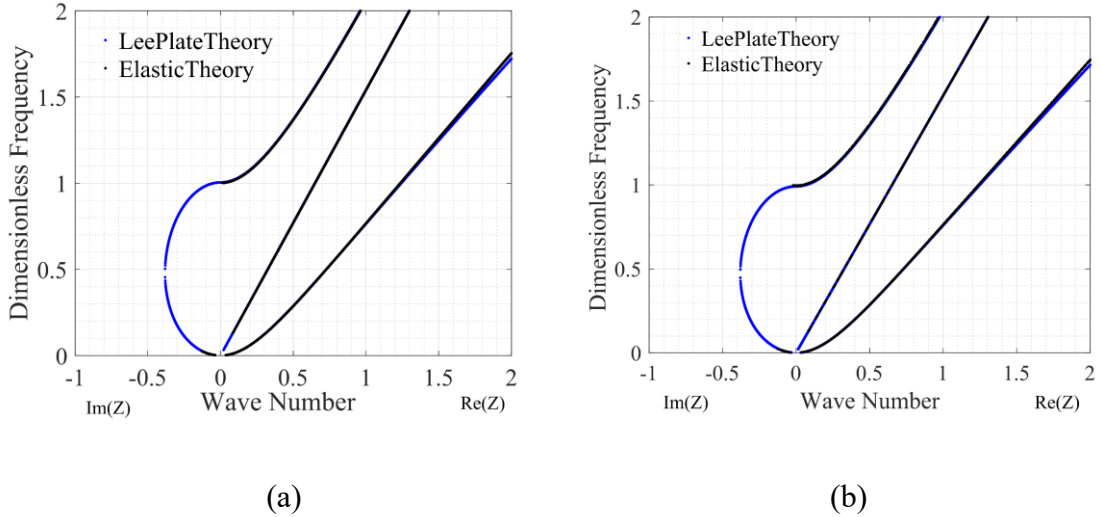 2
LeePlateTheory
ElasticTheory
1.5
1
0.5
0
Dimensionless Frequency
-1 -0.5 0 0.5 1 1.5 2
Im(Z) Wave Number Re(Z)
(a)
2
LeePlateTheory
ElasticTheory
1.5
1
0.5
0
Dimensionless Frequency
-1 -0.5 0 0.5 1 1.5 2
Im(Z) Wave Number Re(Z)
(b)